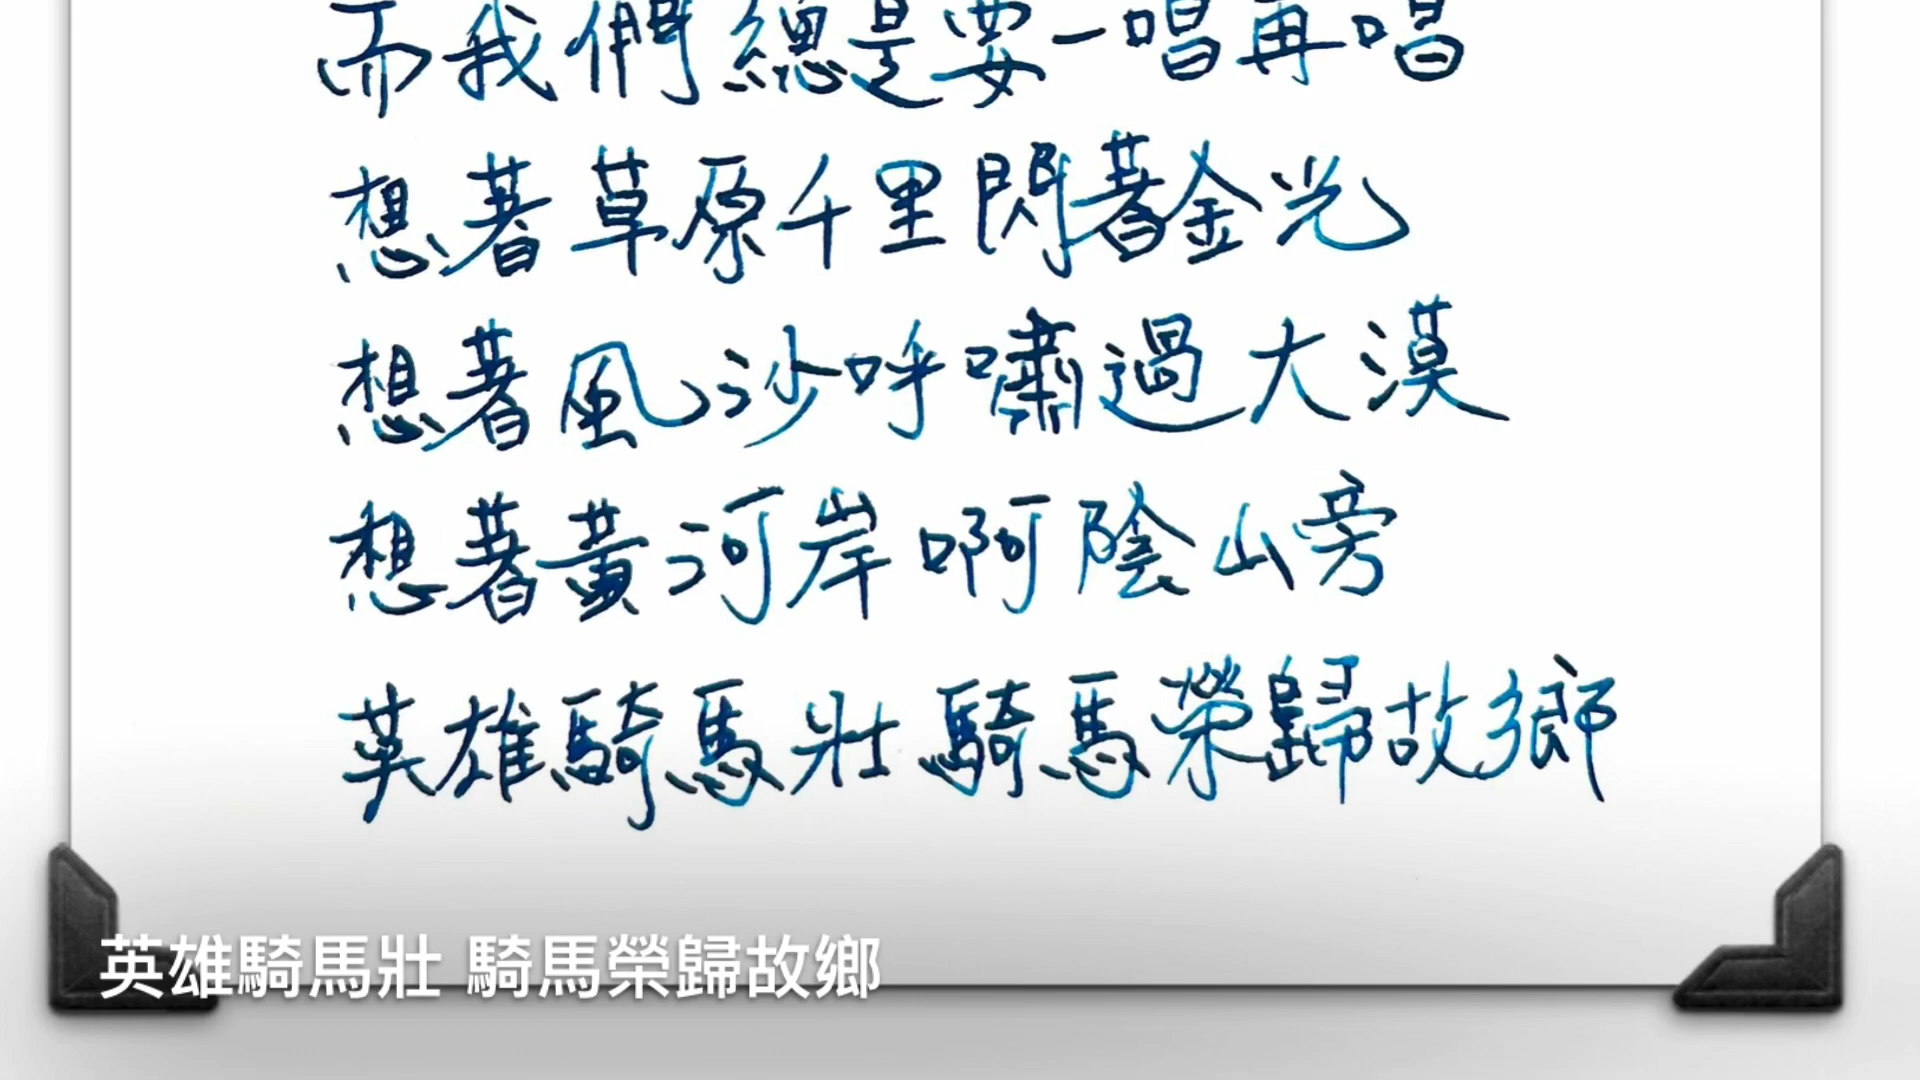 而我們總是要一唱再唱
想著草原千里閃著金光
想著風沙呼嘯過大漠
想著黃河岸啊陰山旁
英雄騎馬壯 騎馬榮歸故鄉
英雄騎馬壯 騎馬榮歸故鄉